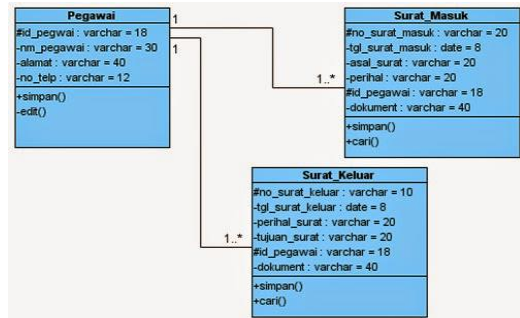 Pegawai
#id_pegwai : varchar = 18
-nm_pegawai : varchar = 30
-alamat : varchar = 40
-no_telp : varchar = 12
+simpan()
-edit()
1
1
Surat_Masuk
#no_surat_masuk : varchar = 20
-tgl_surat_masuk : date = 8
-asal_surat : varchar = 20
-perihal : varchar = 20
#id_pegawai : varchar = 18
-dokument : varchar = 40
+simpan()
+cari()
1..*
Surat_Keluar
#no_surat_keluar : varchar = 10
-tgl_surat_keluar : date = 8
-perihal_surat : varchar = 20
-tujuan_surat : varchar = 20
#id_pegawai : varchar = 18
-dokument : varchar = 40
+simpan()
+cari()
1..*